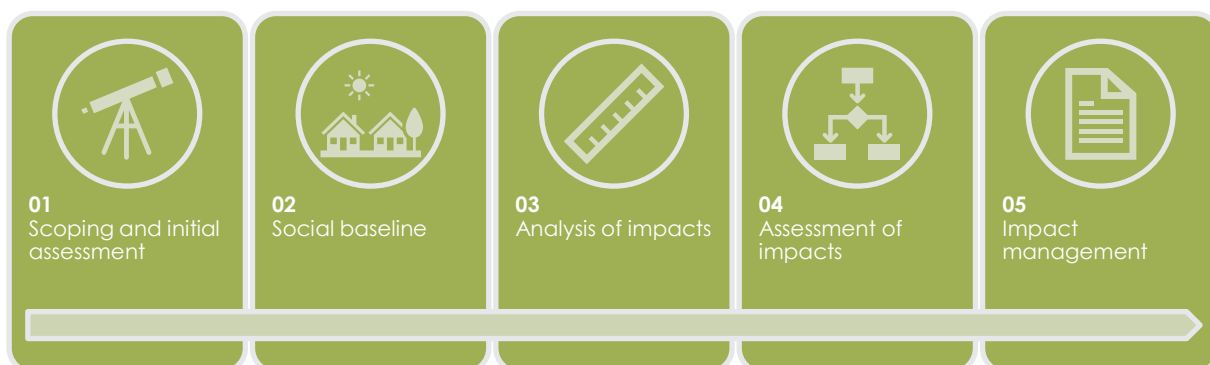 01
Scoping and initial
assessment
02
Social baseline
03
Analysis of impacts
04
Assessment of
impacts
05
Impact
management